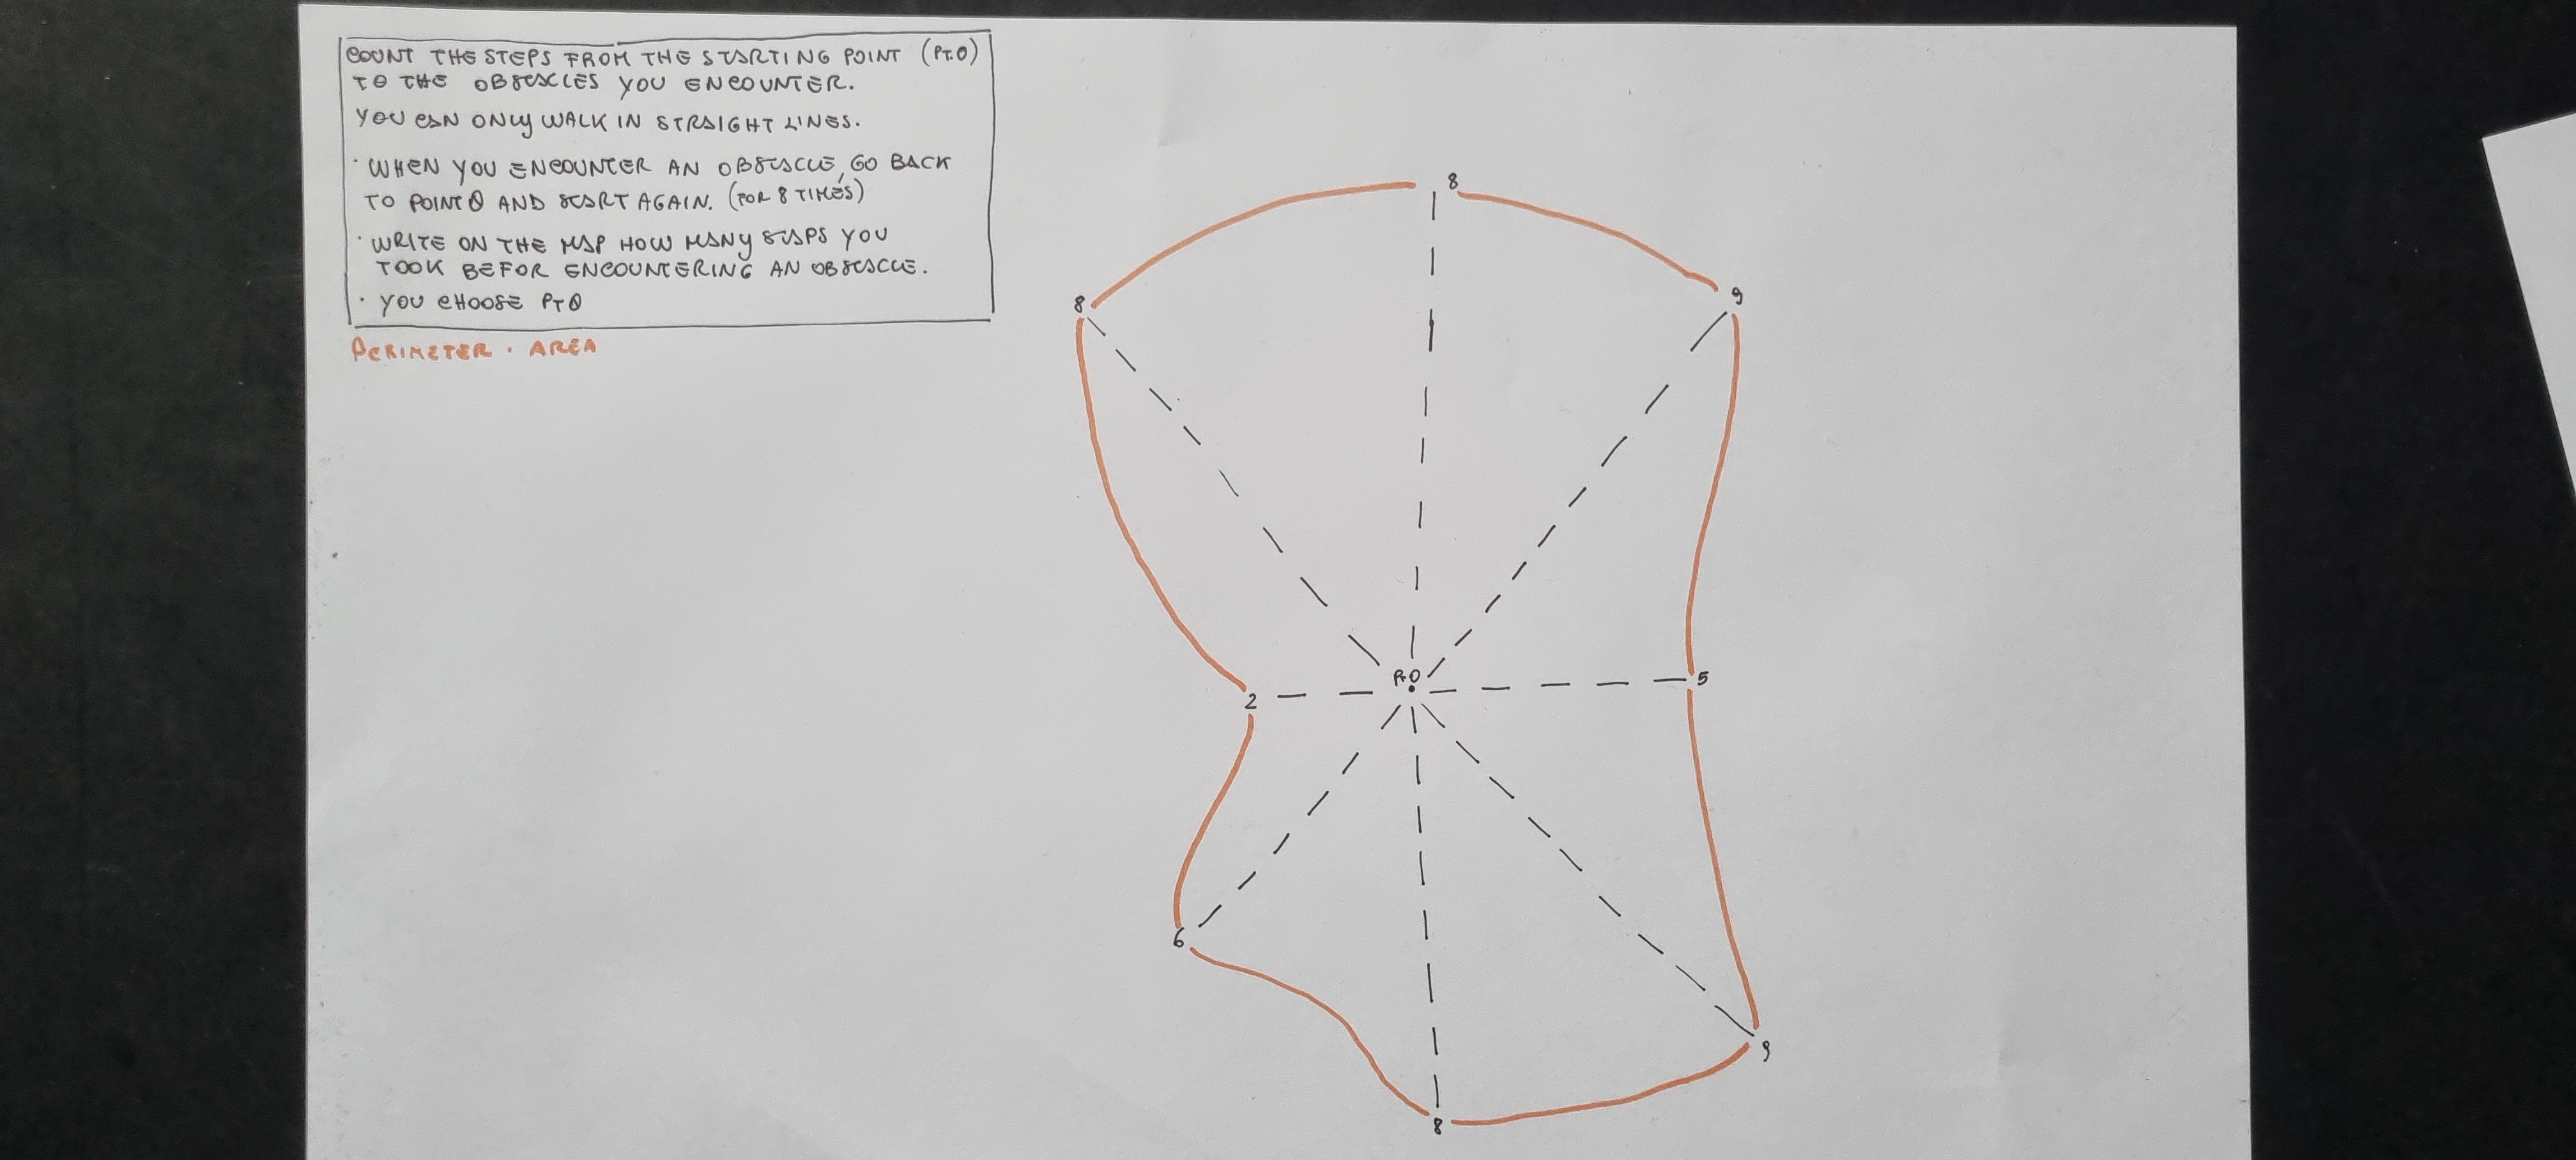 COUNT THE STEPS FROM THE STARTING POINT (PT.0)
TO THE OBSTACLES YOU ENCOUNTER.
YOU CAN ONLY WALK IN STRAIGHT LINES.
· WHEN YOU ENCOUNTER AN OBSTACLE, GO BACK
TO POINT 0 AND START AGAIN. (FOR 8 TIMES)
· WRITE ON THE MAP HOW MANY STEPS YOU
TOOK BEFOR ENCOUNTERING AN OBSTACLE.
· YOU CHOOSE PT0
PERIMETER · AREA
8
8
9
PT0
2
5
6
9
8